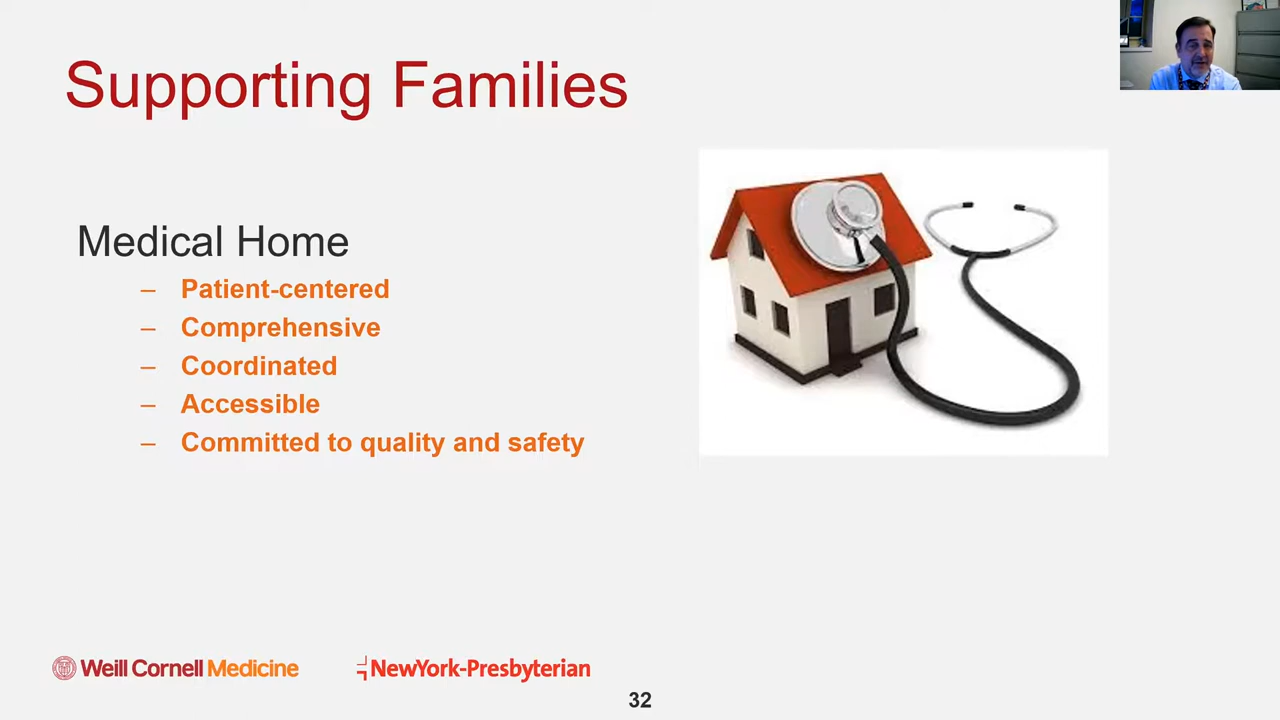 Supporting Families
Medical Home
– Patient-centered
– Comprehensive
– Coordinated
– Accessible
– Committed to quality and safety
Weill Cornell Medicine
NewYork-Presbyterian
32